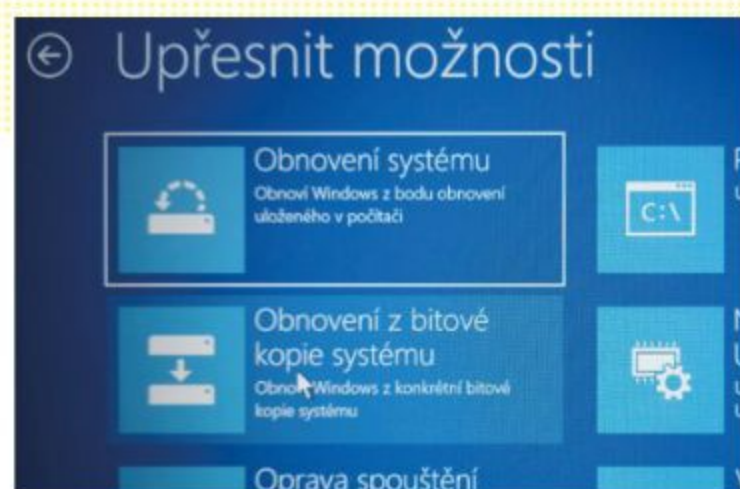 Upřesnit možnosti
Obnovení systému
Obnoví Windows z bodu obnovení
uloženého v počítači
C:\
Obnovení z bitové
kopie systému
Obnoví Windows z konkrétní bitové
kopie systému
Oprava spouštění